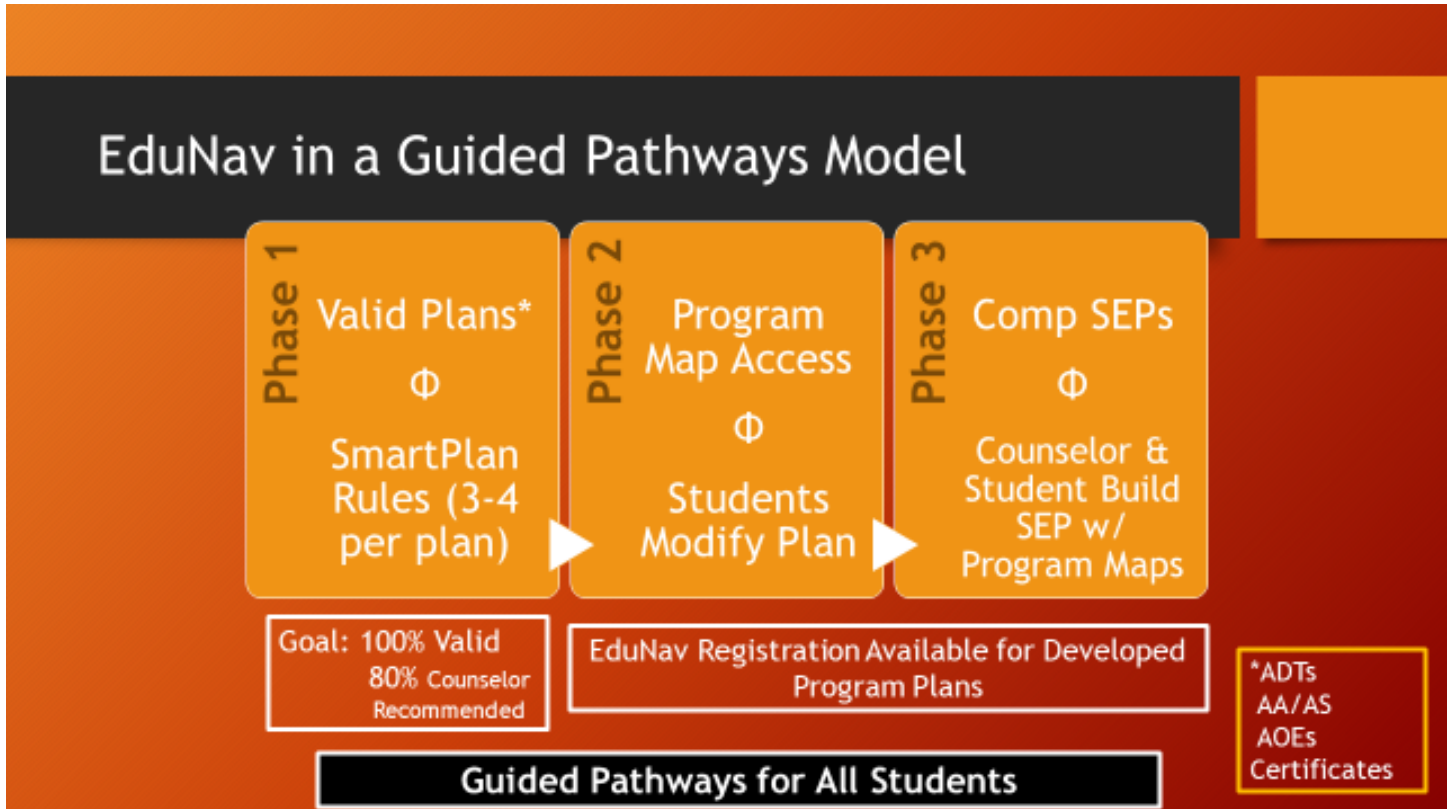 EduNav in a Guided Pathways Model
Phase 1
Valid Plans*
Φ
SmartPlan
Rules (3-4
per plan)
Phase 2
Program
Map Access
Φ
Students
Modify Plan
Phase 3
Comp SEPs
Φ
Counselor &
Student Build
SEP w/
Program Maps
Goal: 100% Valid
80% Counselor
Recommended
EduNav Registration Available for Developed
Program Plans
*ADTs
AA/AS
AOEs
Certificates
Guided Pathways for All Students